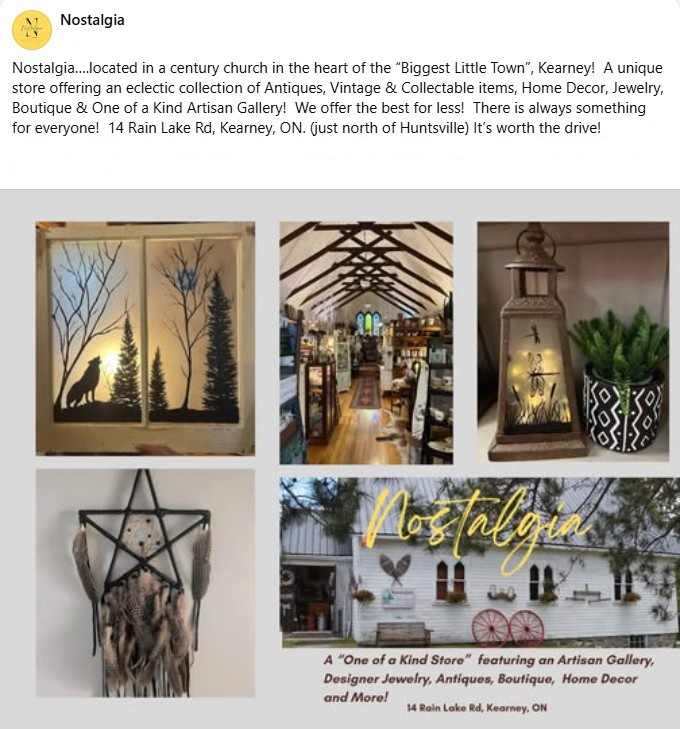 Nostalgia
Nostalgia....located in a century church in the heart of the “Biggest Little Town”, Kearney!  A unique
store offering an eclectic collection of Antiques, Vintage & Collectable items, Home Decor, Jewelry,
Boutique & One of a Kind Artisan Gallery!  We offer the best for less!  There is always something
for everyone!  14 Rain Lake Rd, Kearney, ON. (just north of Huntsville) It’s worth the drive!
Nostalgia
A “One of a Kind Store”  featuring an Artisan Gallery,
Designer Jewelry, Antiques, Boutique,  Home Decor
and More!
14 Rain Lake Rd, Kearney, ON